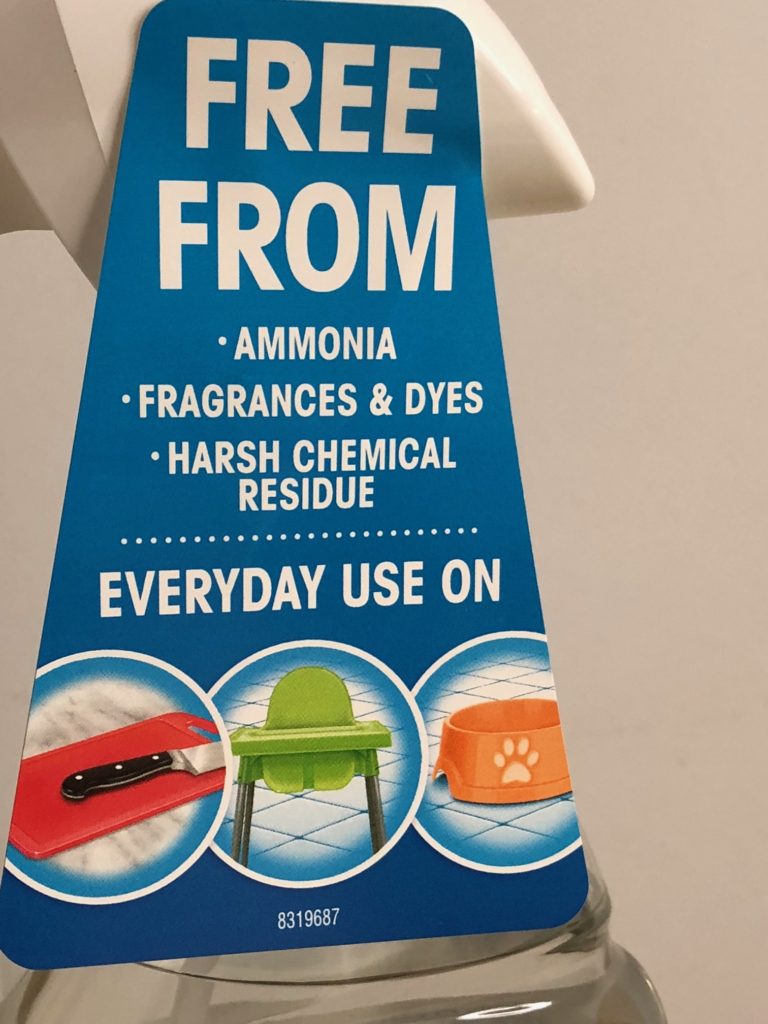 FREE
FROM
•AMMONIA
•FRAGRANCES & DYES
•HARSH CHEMICAL
RESIDUE
EVERYDAY USE ON
8319687